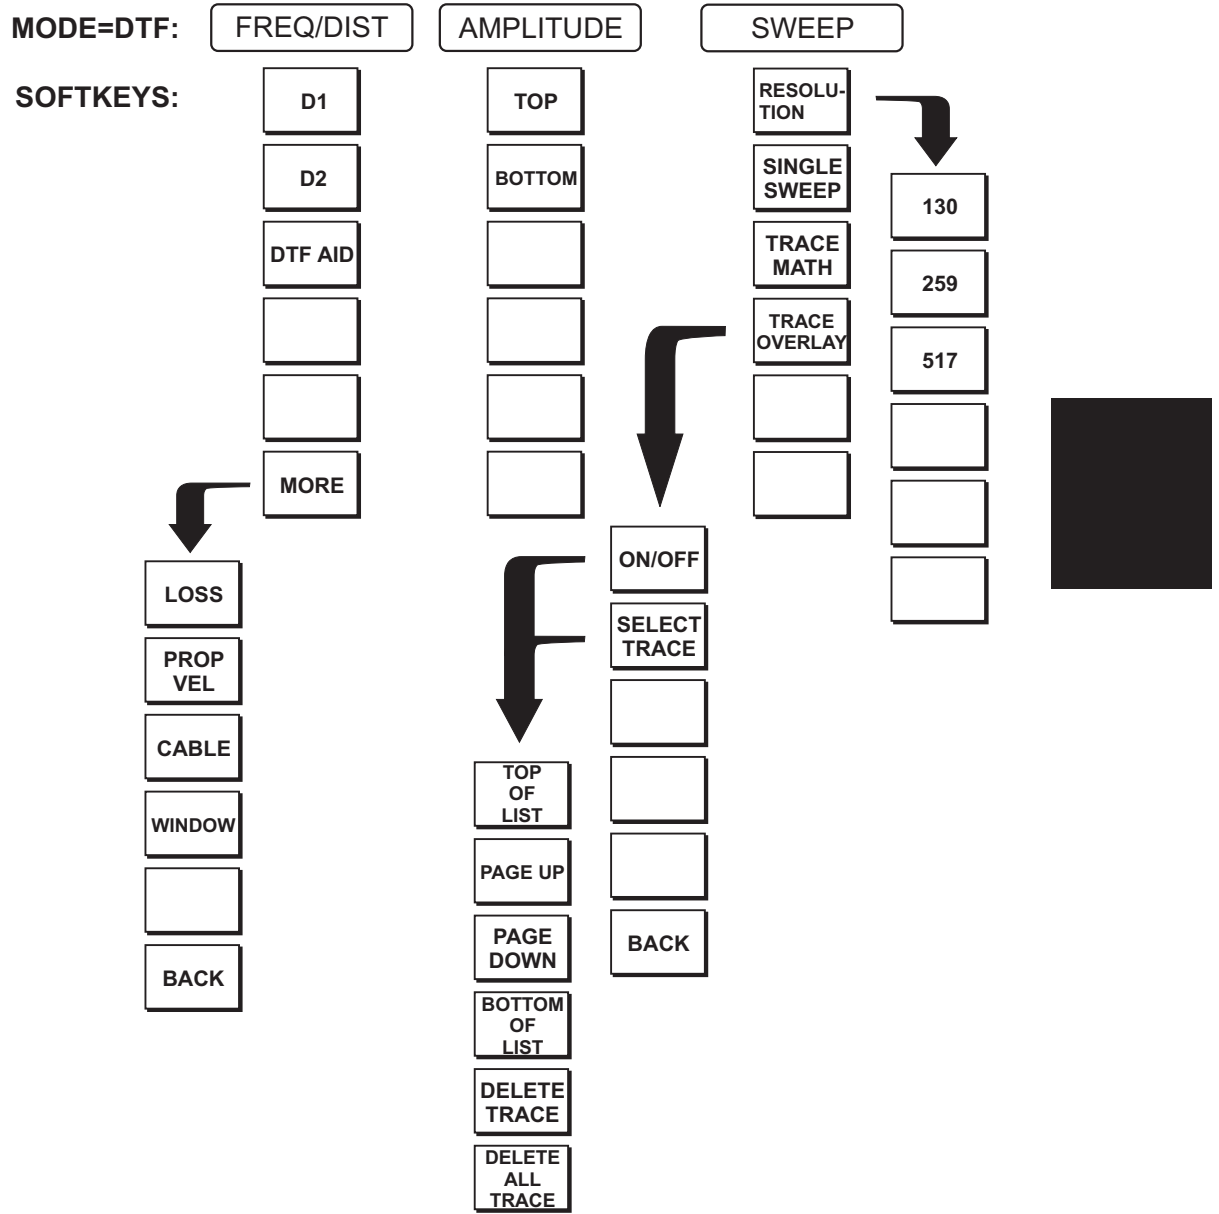 MODE=DTF: FREQ/DIST AMPLITUDE SWEEP
SOFTKEYS:
D1
D2
DTF AID
MORE
LOSS
PROP
VEL
CABLE
WINDOW
BACK
TOP
BOTTOM
RESOLU-
TION
SINGLE
SWEEP
TRACE
MATH
TRACE
OVERLAY
130
259
517
ON/OFF
SELECT
TRACE
BACK
TOP
OF
LIST
PAGE UP
PAGE
DOWN
BOTTOM
OF
LIST
DELETE
TRACE
DELETE
ALL
TRACE